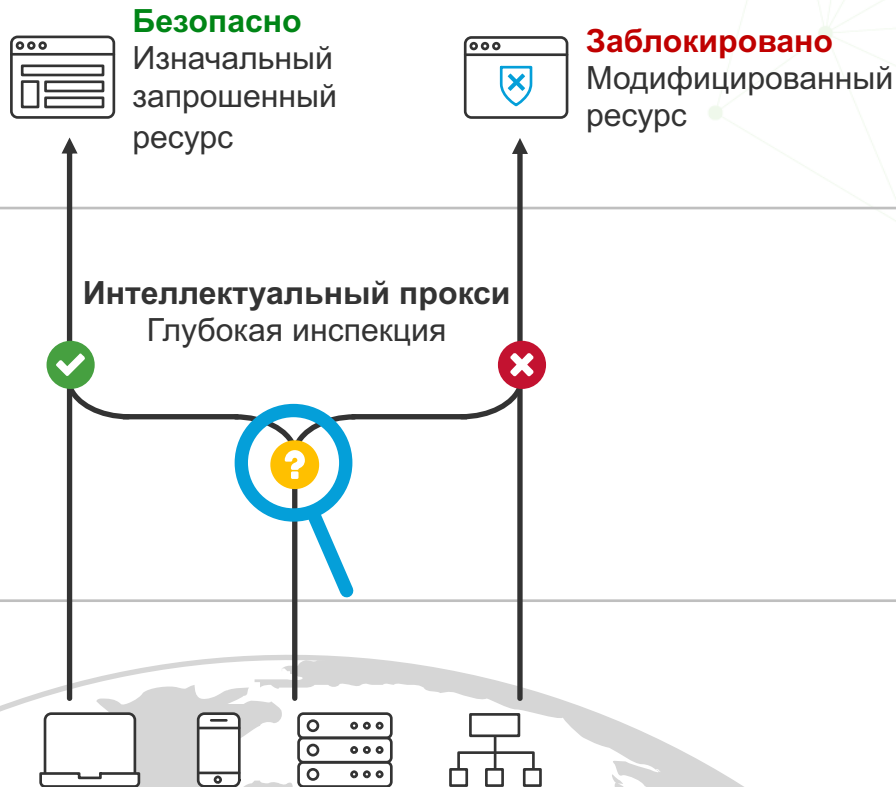 Безопасно
Изначальный
запрошенный
ресурс
Заблокировано
Модифицированный
ресурс
Интеллектуальный прокси
Глубокая инспекция
?